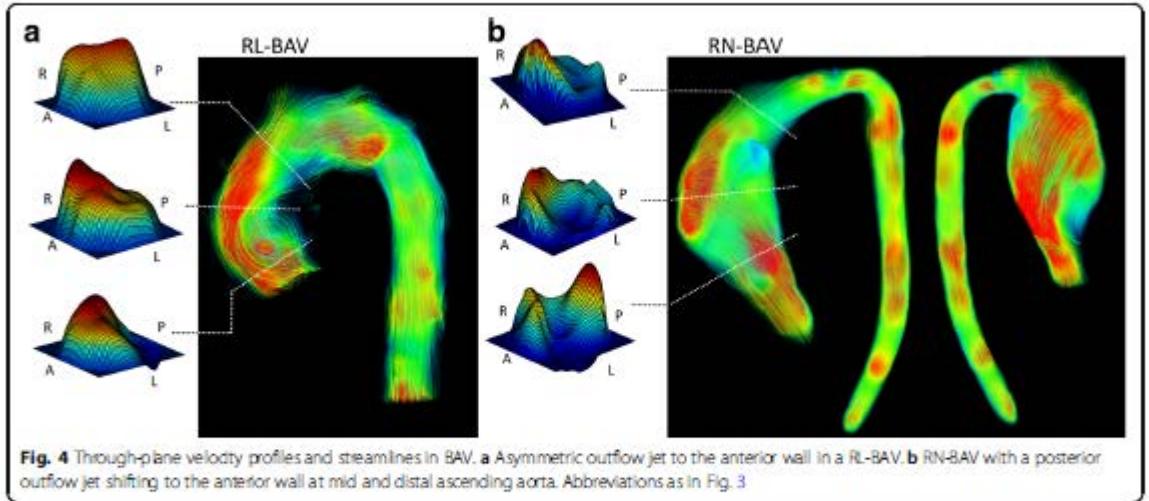 a
RL-BAV
R
P
A
L
R
P
A
L
R
P
A
L
b
RN-BAV
R
P
A
L
R
P
A
L
R
P
A
L
Fig. 4 Through-plane velocity profiles and streamlines in BAV. a Asymmetric outflow jet to the anterior wall in a RL-BAV. b RN-BAV with a posterior
outflow jet shifting to the anterior wall at mid and distal ascending aorta. Abbreviations as in Fig. 3